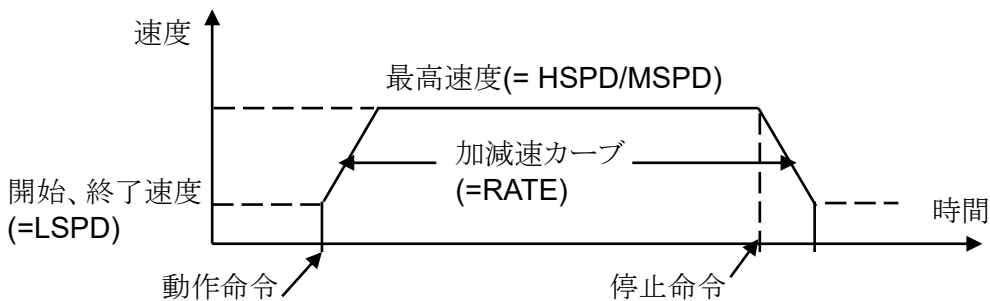 速度
最高速度(= HSPD/MSPD)
加減速カーブ
(=RATE)
開始、終了速度
(=LSPD)
時間
動作命令
停止命令